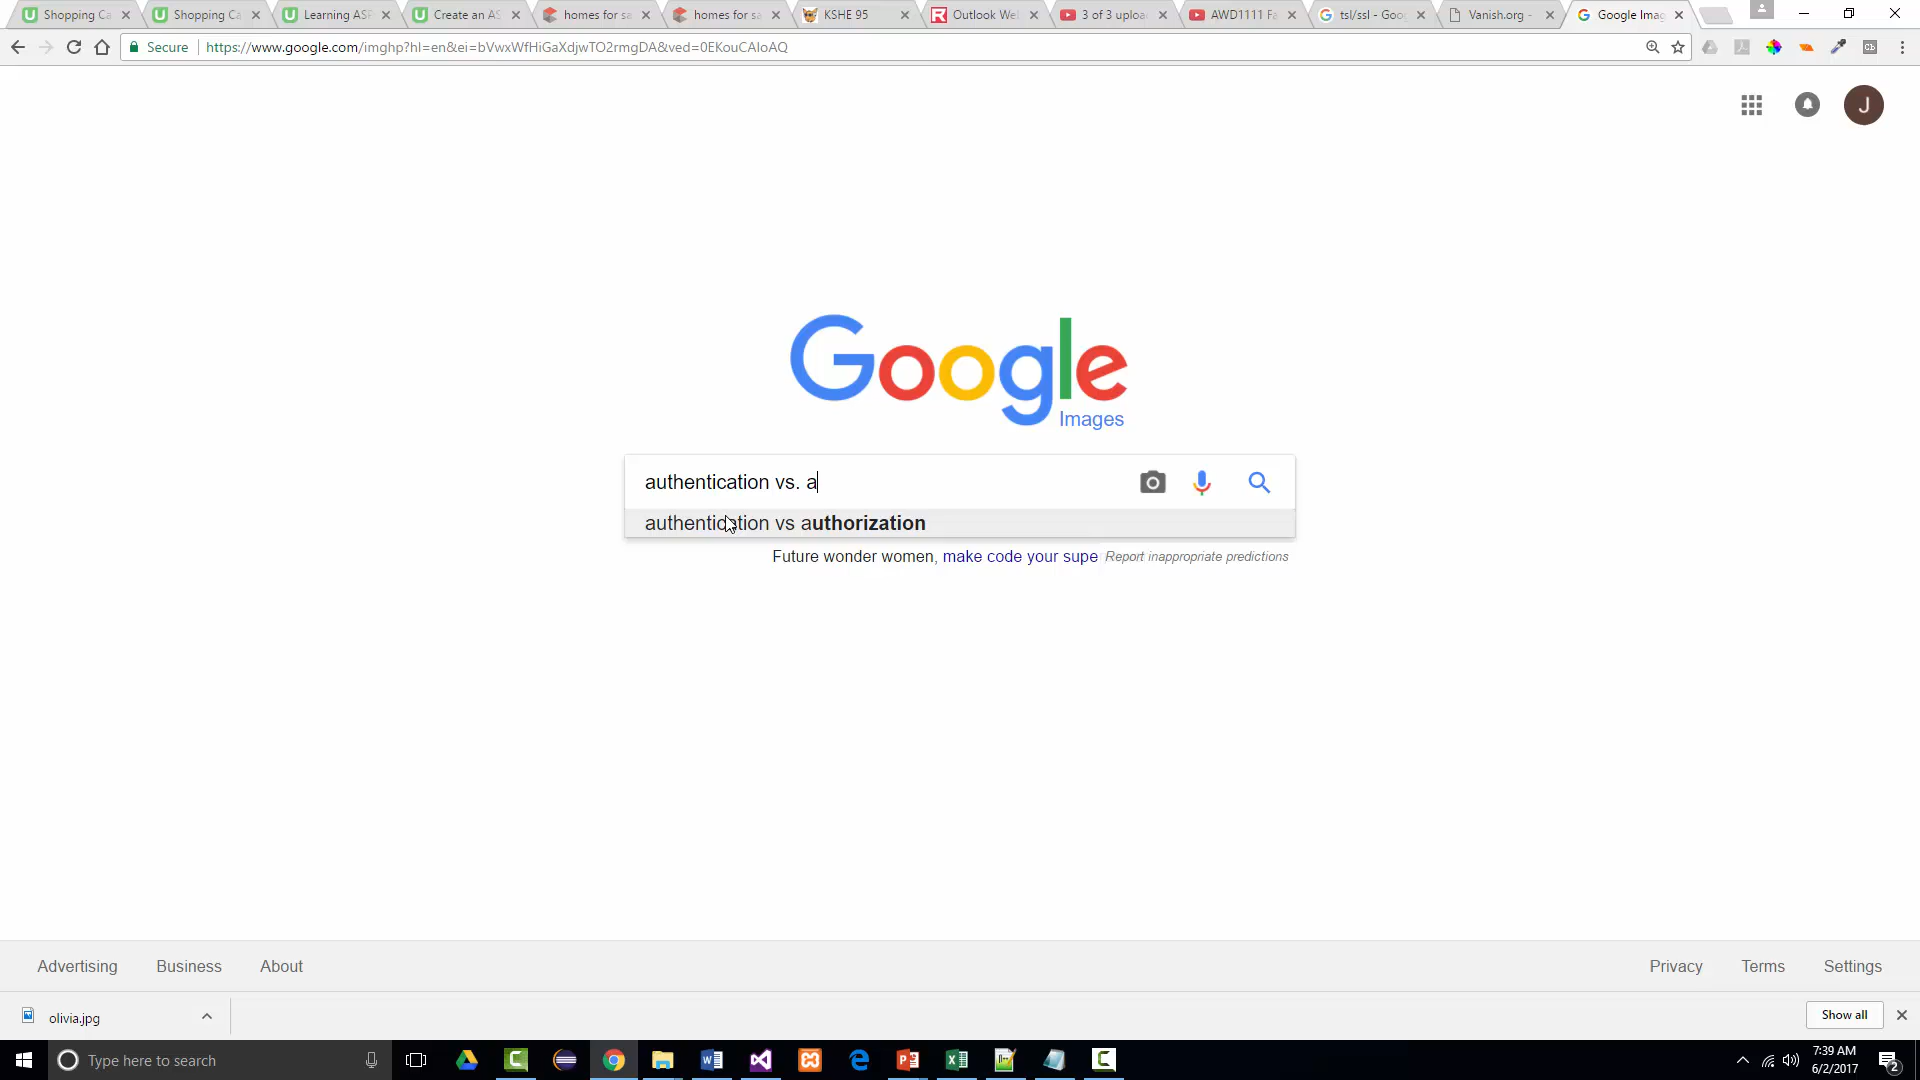 Shopping Ca
Shopping Ca
Learning ASP
Create an AS
homes for sa
homes for sa
KSHE 95
Outlook Wel
3 of 3 uploa
AWD1111 Fa
tsl/ssl - Goo
Vanish.org -
Google Imag
Secure
https://www.google.com/imghp?hl=en&ei=bVwxWfHiGaXdjwTO2rmgDA&ved=0EKouCAIoAQ
Cb
J
Google
Images
authentication vs. a
authentication vs authorization
Future wonder women, make code your supe
Report inappropriate predictions
Advertising
Business
About
Privacy
Terms
Settings
olivia.jpg
Show all
Type here to search
7:39 AM
6/2/2017
2